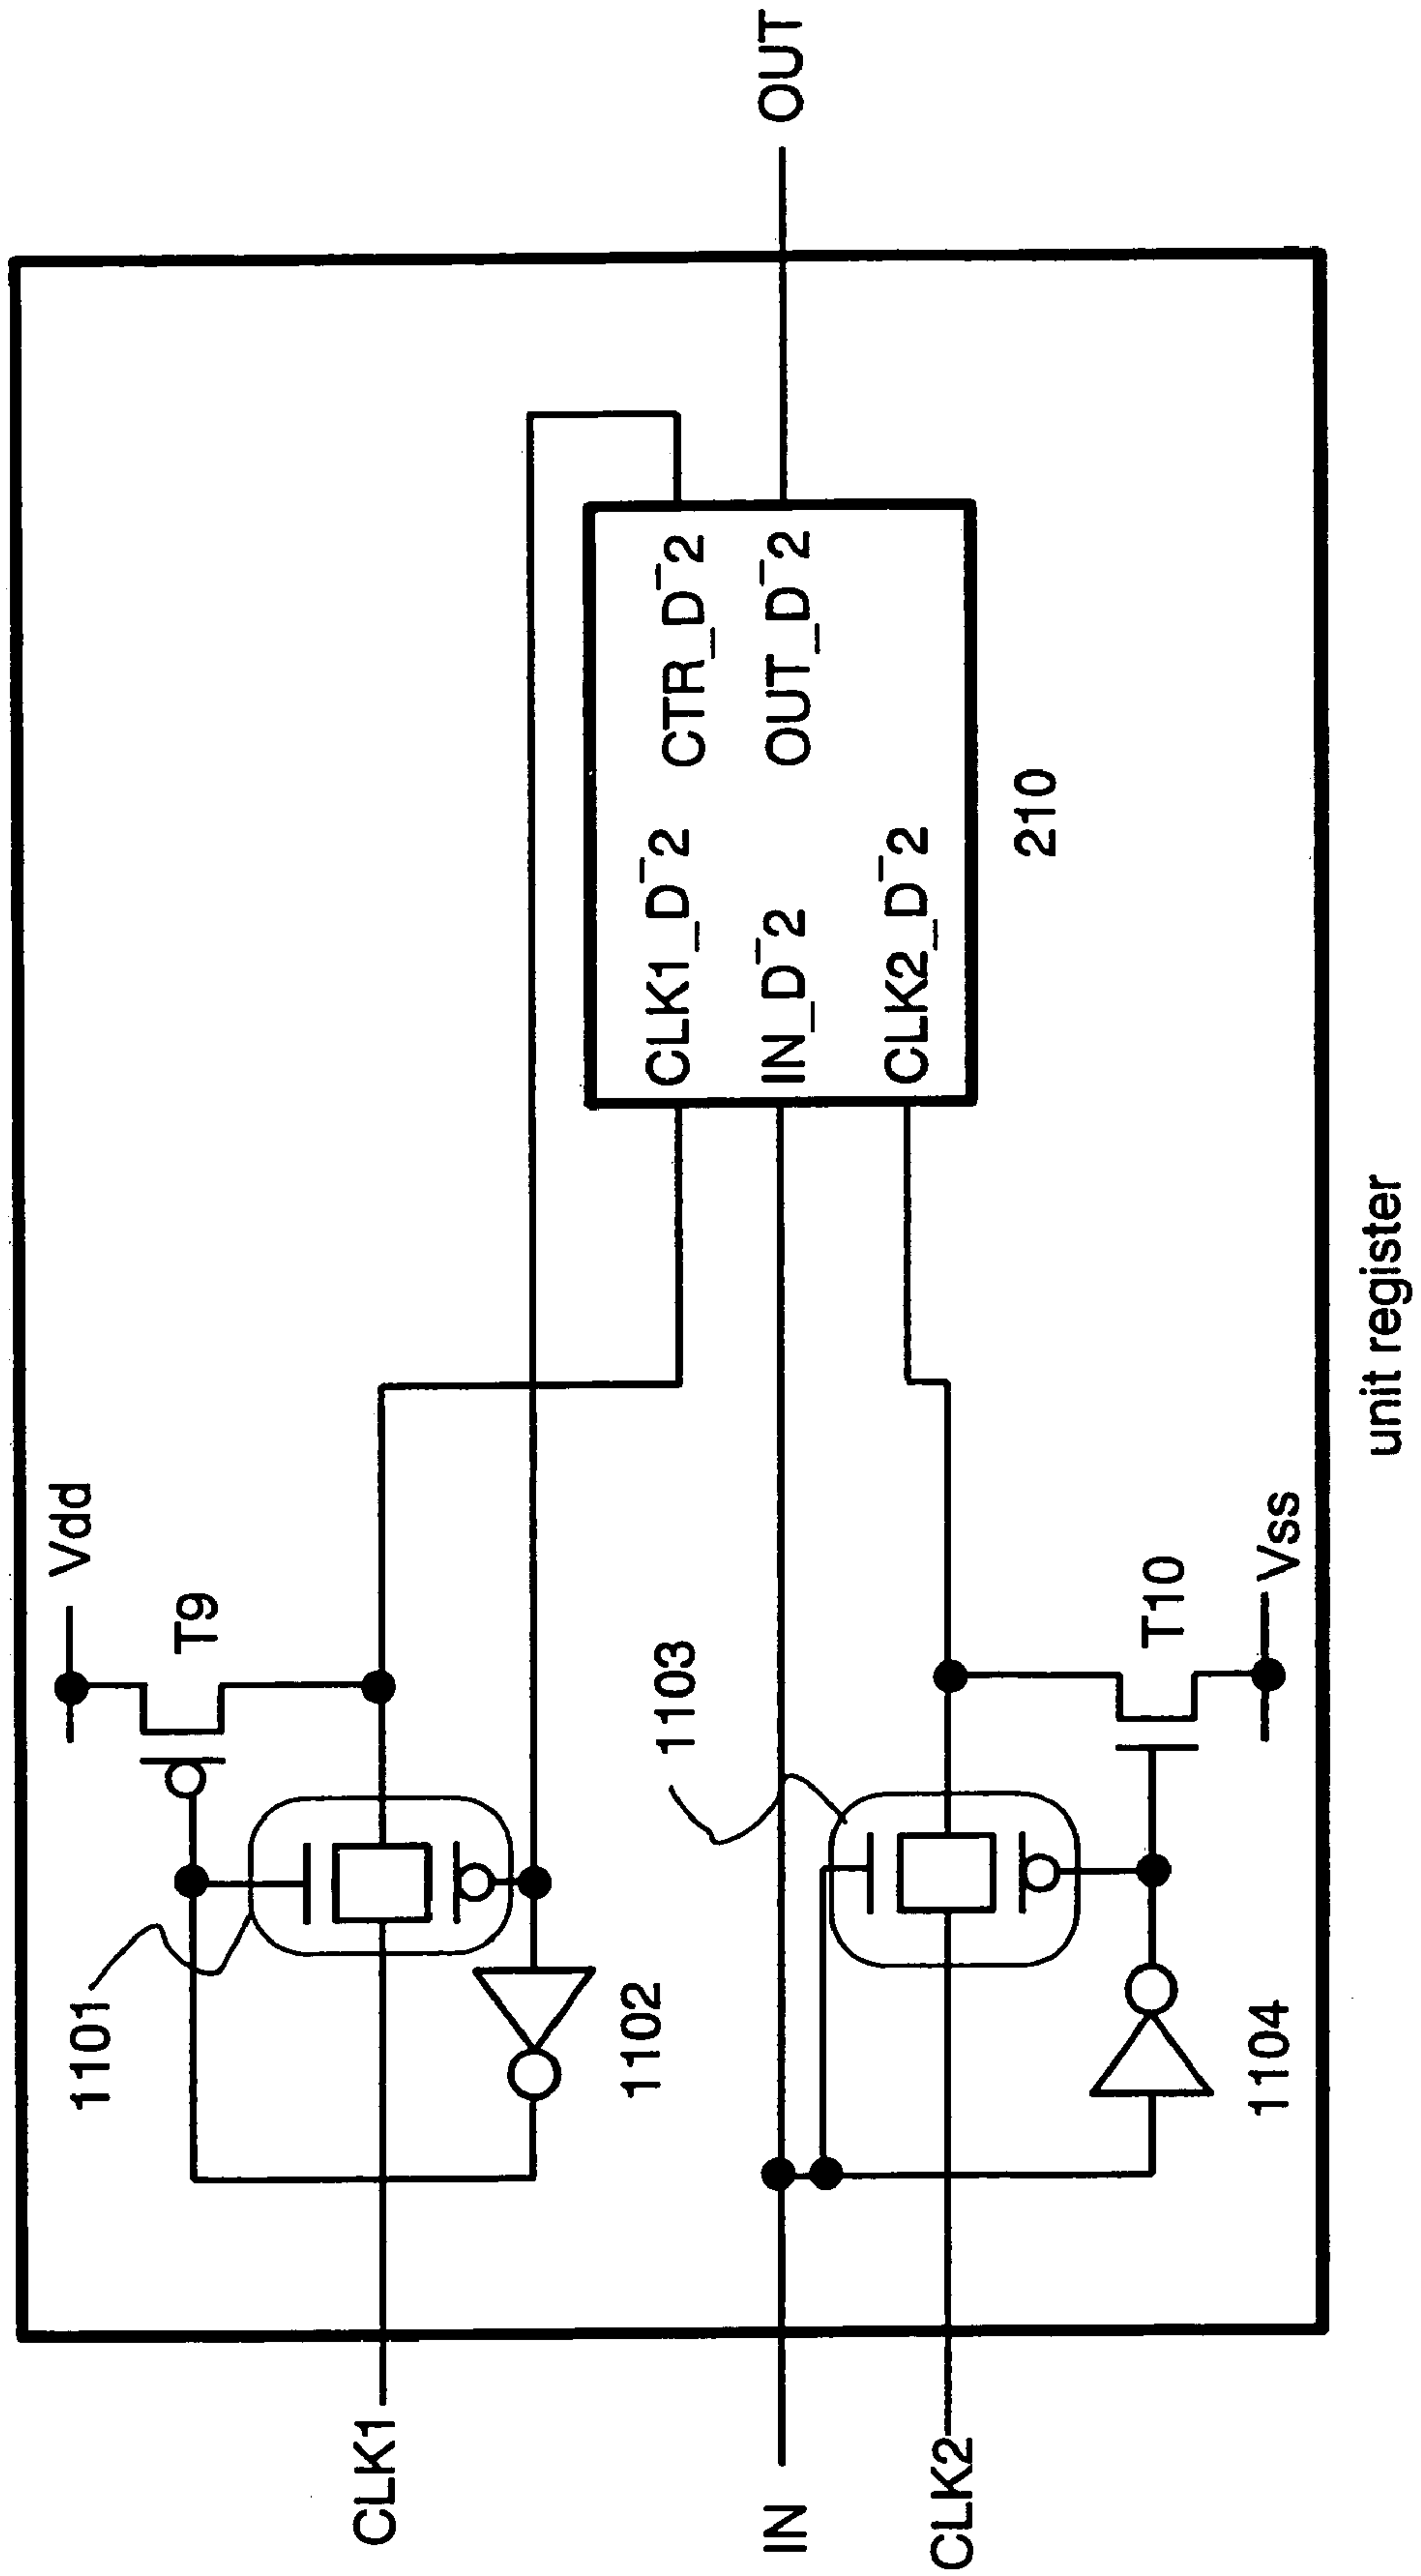 Vdd
T9
1101
CLK1
1102
CLK1_D‾2 CTR_D‾2
IN_D‾2 OUT_D‾2
CLK2_D‾2
210
OUT
1103
IN
CLK2
T10
1104
Vss
unit register